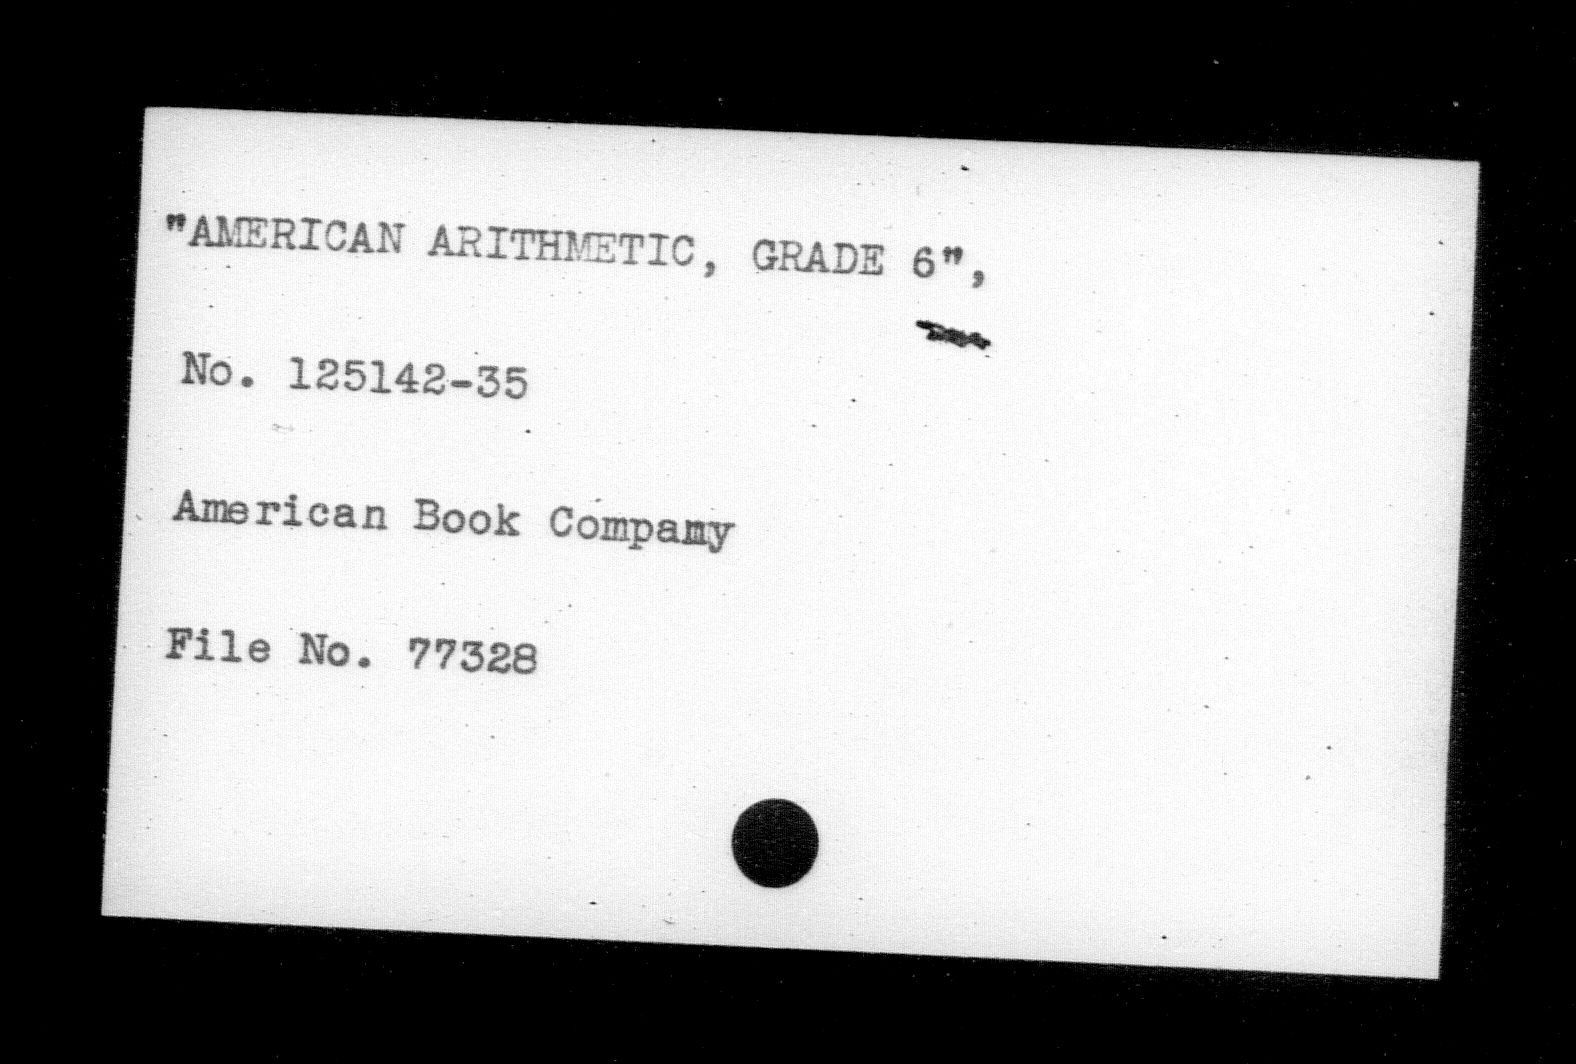 "AMERICAN ARITHMETIC, GRADE 6",
No. 125142-35
American Book Company
File No. 77328